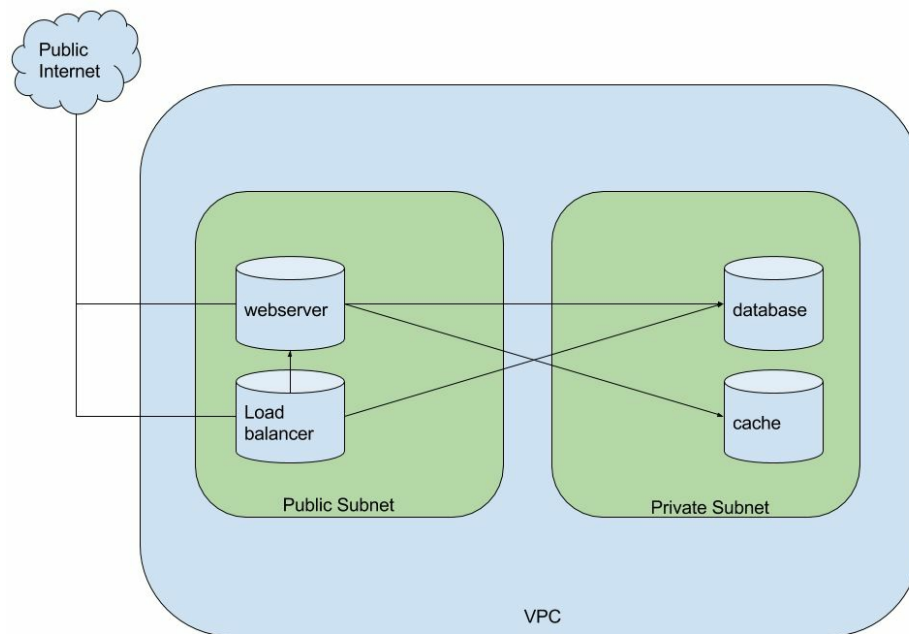 Public
Internet
webserver
database
Load
balancer
cache
Public Subnet
Private Subnet
VPC